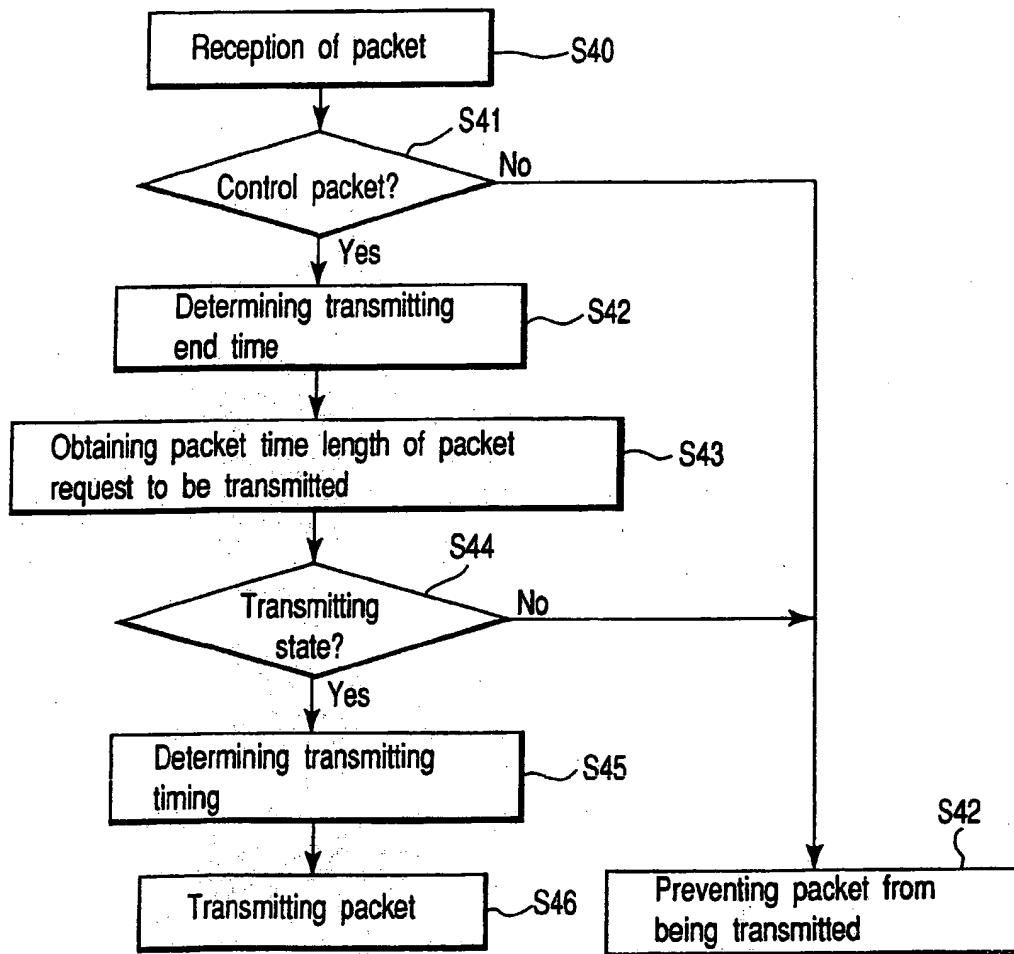 Reception of packet
S40
S41
Control packet?
No
Yes
Determining transmitting
end time
S42
Obtaining packet time length of packet
request to be transmitted
S43
S44
Transmitting
state?
No
Yes
Determining transmitting
timing
S45
Transmitting packet
S46
S42
Preventing packet from
being transmitted